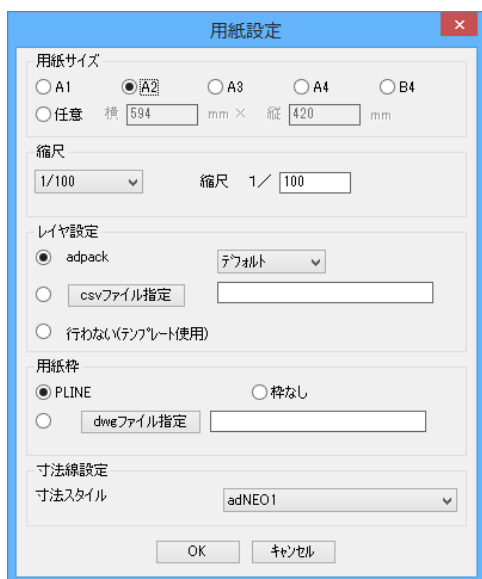 用紙設定
用紙サイズ
A1 A2 A3 A4 B4
任意 横 594 mm × 縦 420 mm
縮尺
1/100 縮尺 1／ 100
レイヤ設定
adpack ﾃﾞﾌｫﾙﾄ
csvファイル指定
行わない(ﾃﾝﾌﾟﾚｰﾄ使用)
用紙枠
PLINE 枠なし
dwgファイル指定
寸法線設定
寸法スタイル adNEO1
OK ｷｬﾝｾﾙ